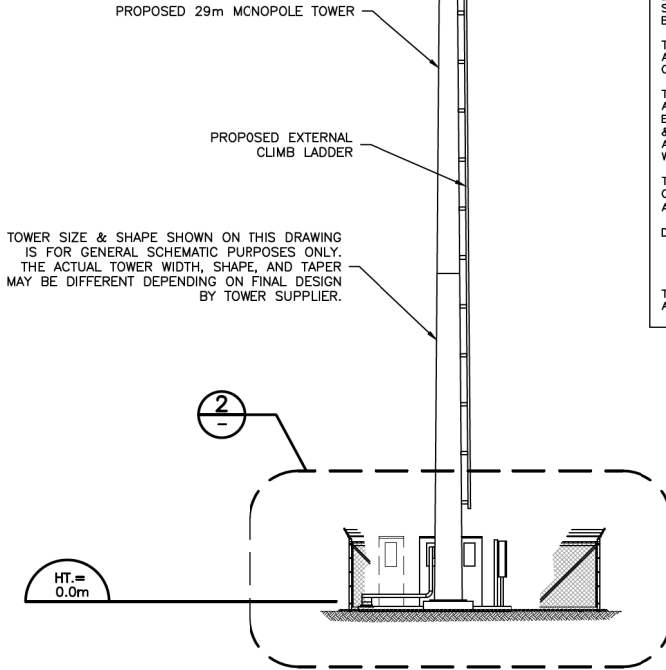 PROPOSED 29m MONOPOLE TOWER
PROPOSED EXTERNAL
CLIMB LADDER
TOWER SIZE & SHAPE SHOWN ON THIS DRAWING
IS FOR GENERAL SCHEMATIC PURPOSES ONLY.
THE ACTUAL TOWER WIDTH, SHAPE, AND TAPER
MAY BE DIFFERENT DEPENDING ON FINAL DESIGN
BY TOWER SUPPLIER.
2
-
HT.=
0.0m